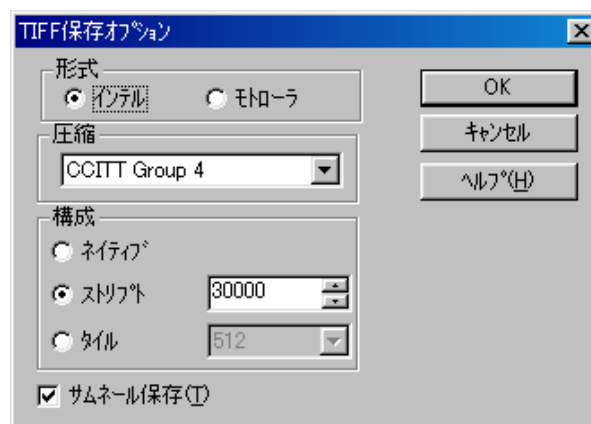 TIFF保存オプション
形式
インテル
モトローラ
圧縮
CCITT Group 4
構成
ネイティブ
ストリプト
30000
タイル
512
サムネール保存(T)
OK
キャンセル
ヘルプ(H)